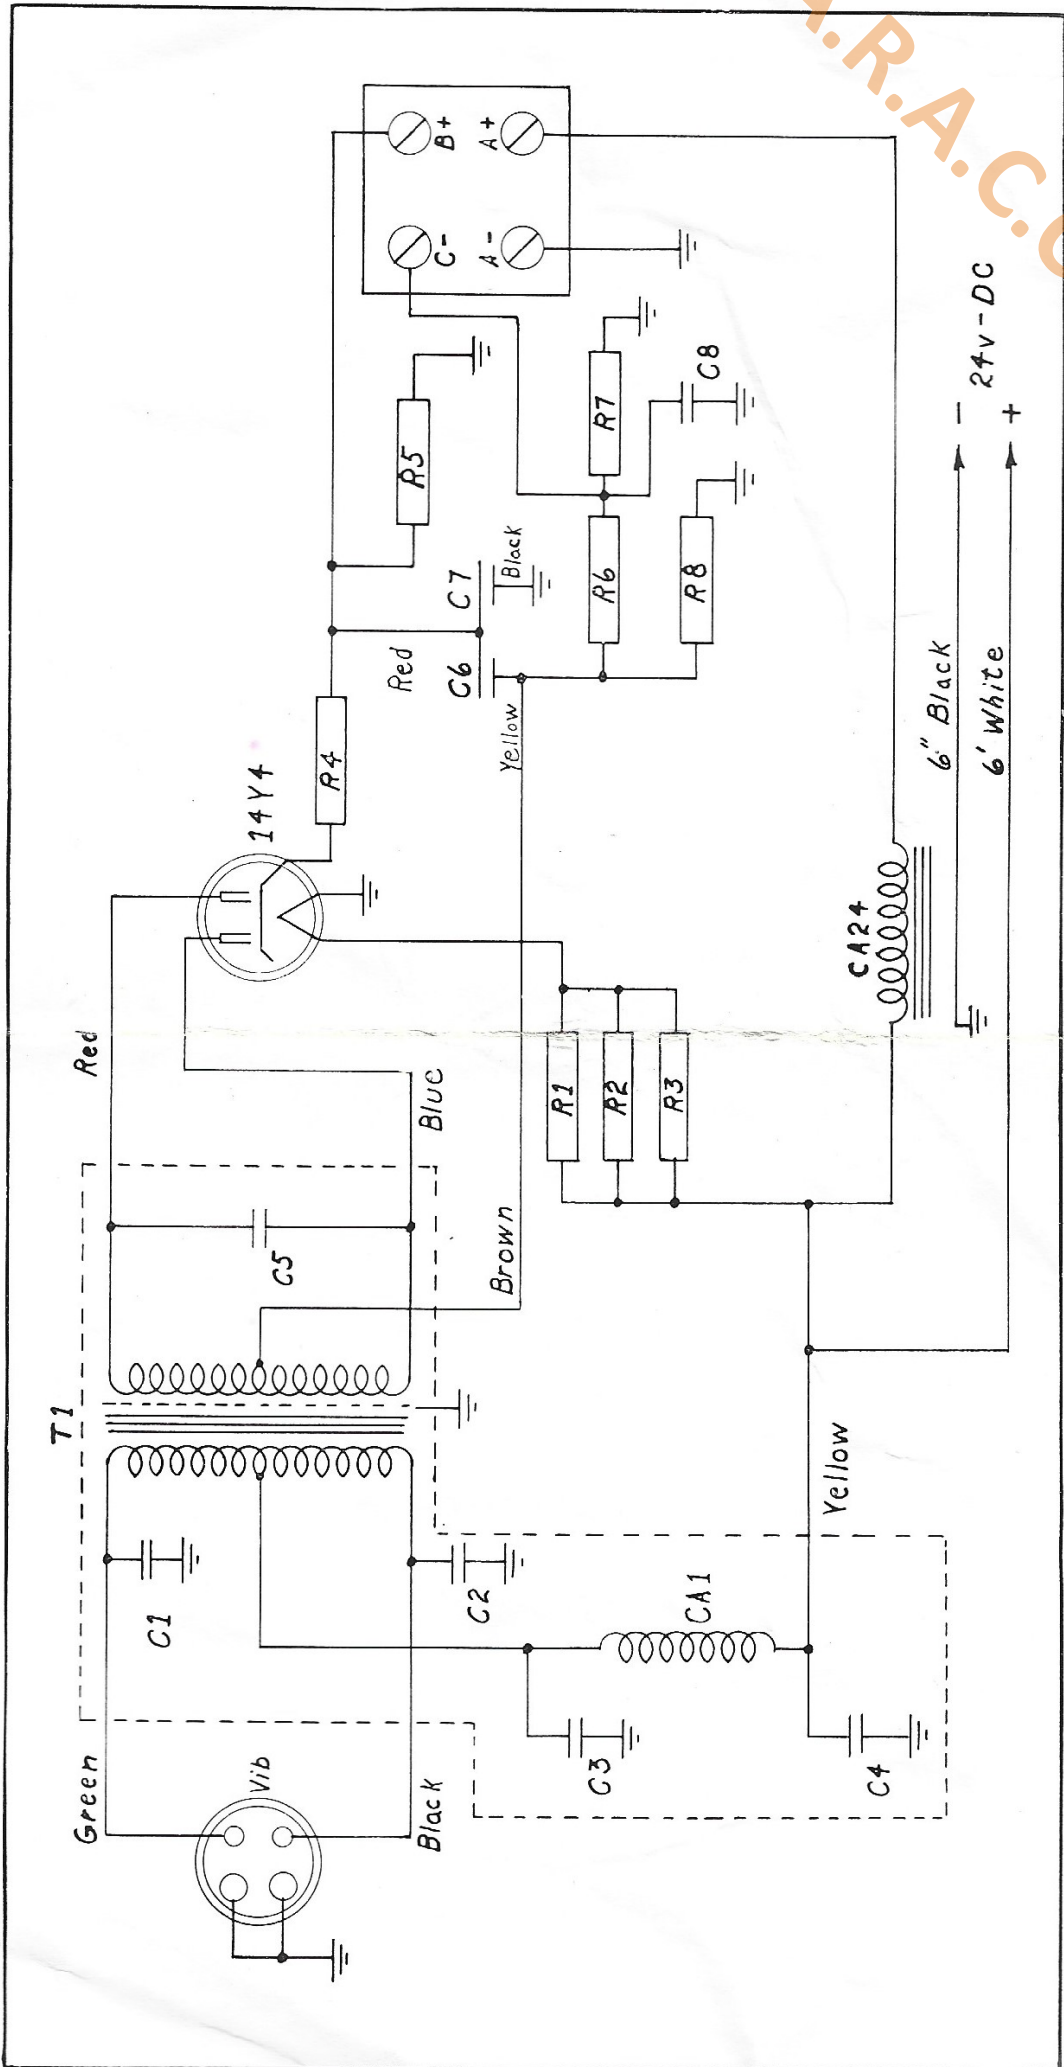 A.R.A.C.
T1
Green
Vib
Black
C1
C2
C3
CA1
C4
Yellow
C5
Brown
Red
Blue
14Y4
R4
Red
C6
C7
Black
Yellow
R5
R1
R2
R3
R6
R7
R8
C8
B+
A+
C-
A-
CA24
6" Black
6' White
-
24v-DC
+